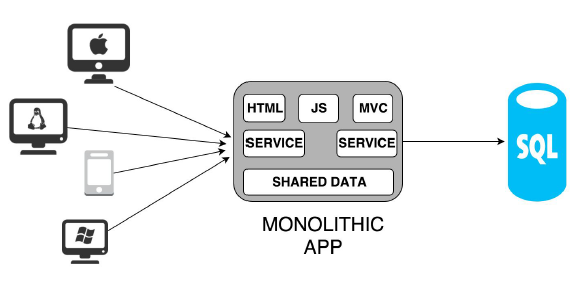 HTML
JS
MVC
SERVICE
SERVICE
SHARED DATA
MONOLITHIC
APP
SQL